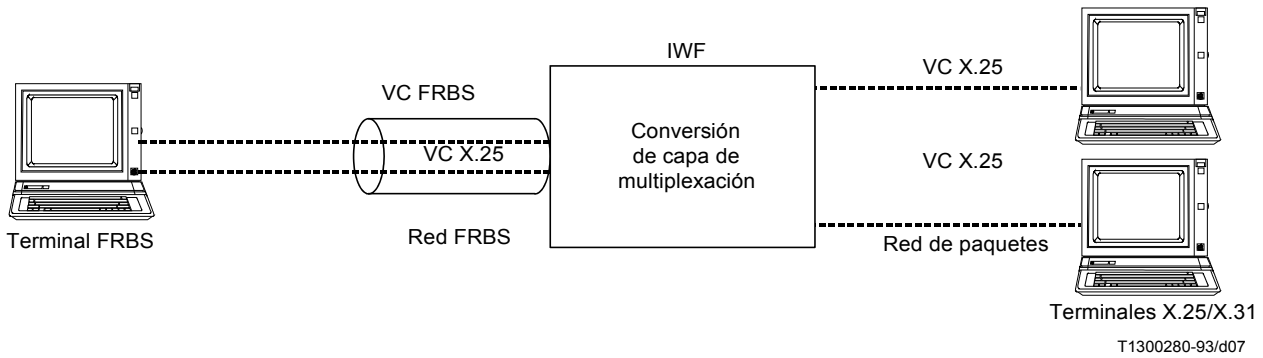 IWF
VC X.25
VC FRBS
Conversión
de capa de
multiplexación
VC X.25
VC X.25
Terminal FRBS
Red FRBS
Red de paquetes
Terminales X.25/X.31
T1300280-93/d07